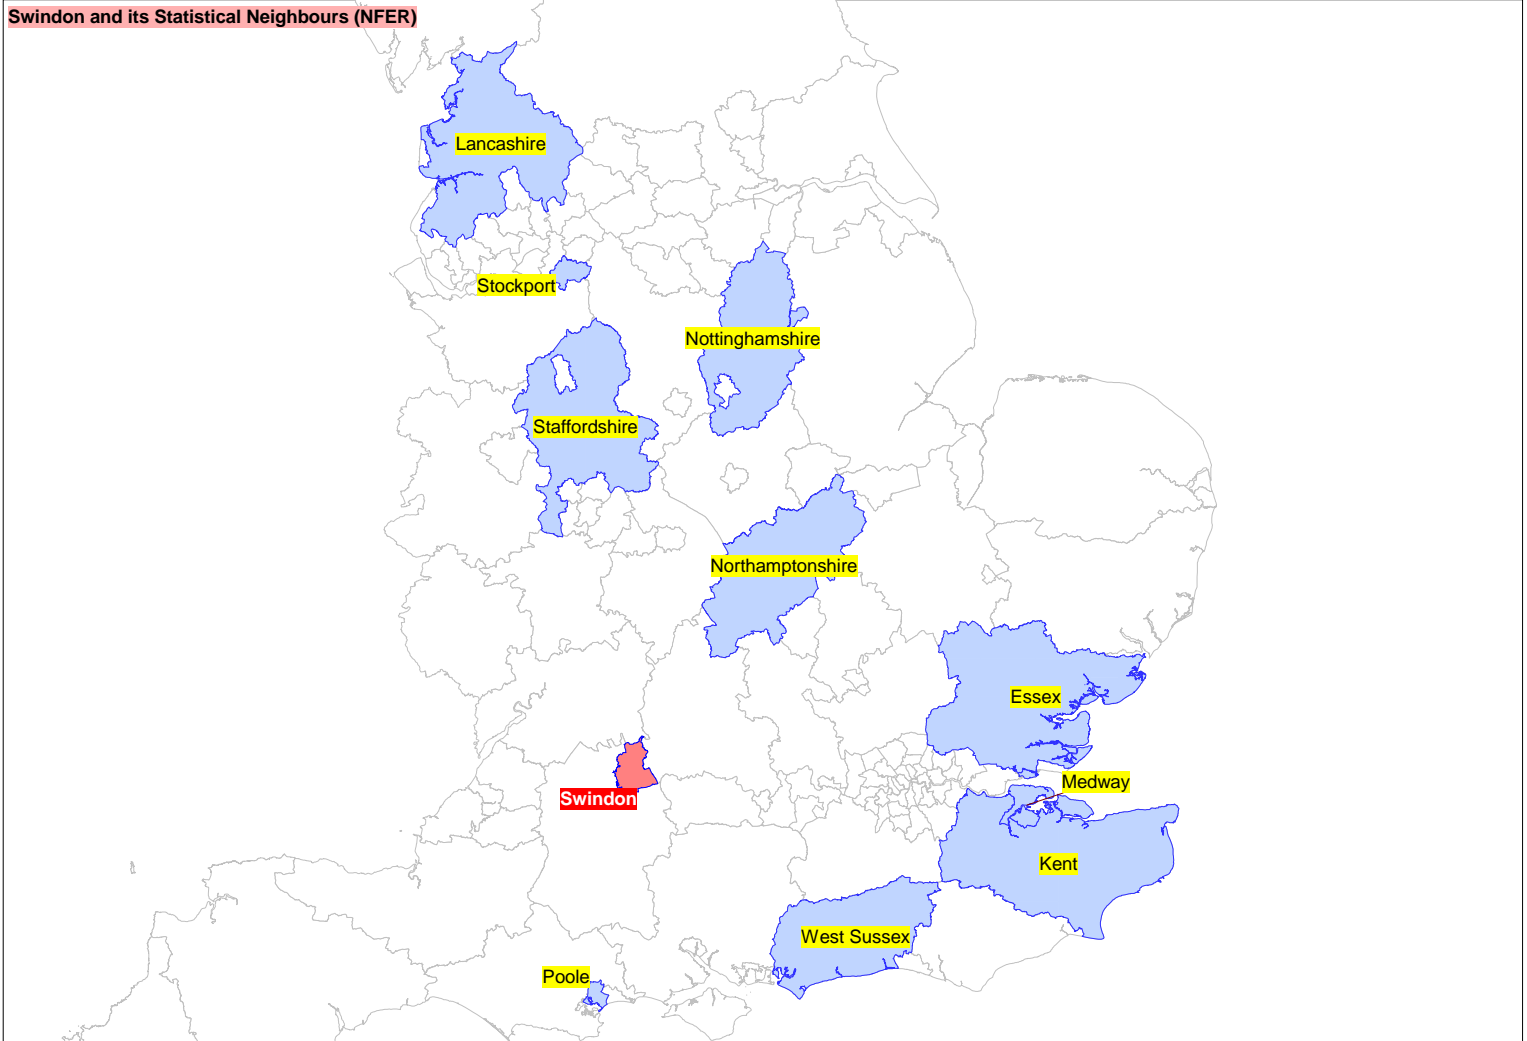 Swindon and its Statistical Neighbours (NFER)
Lancashire
Stockport
Nottinghamshire
Staffordshire
Northamptonshire
Essex
Medway
Swindon
Kent
West Sussex
Poole